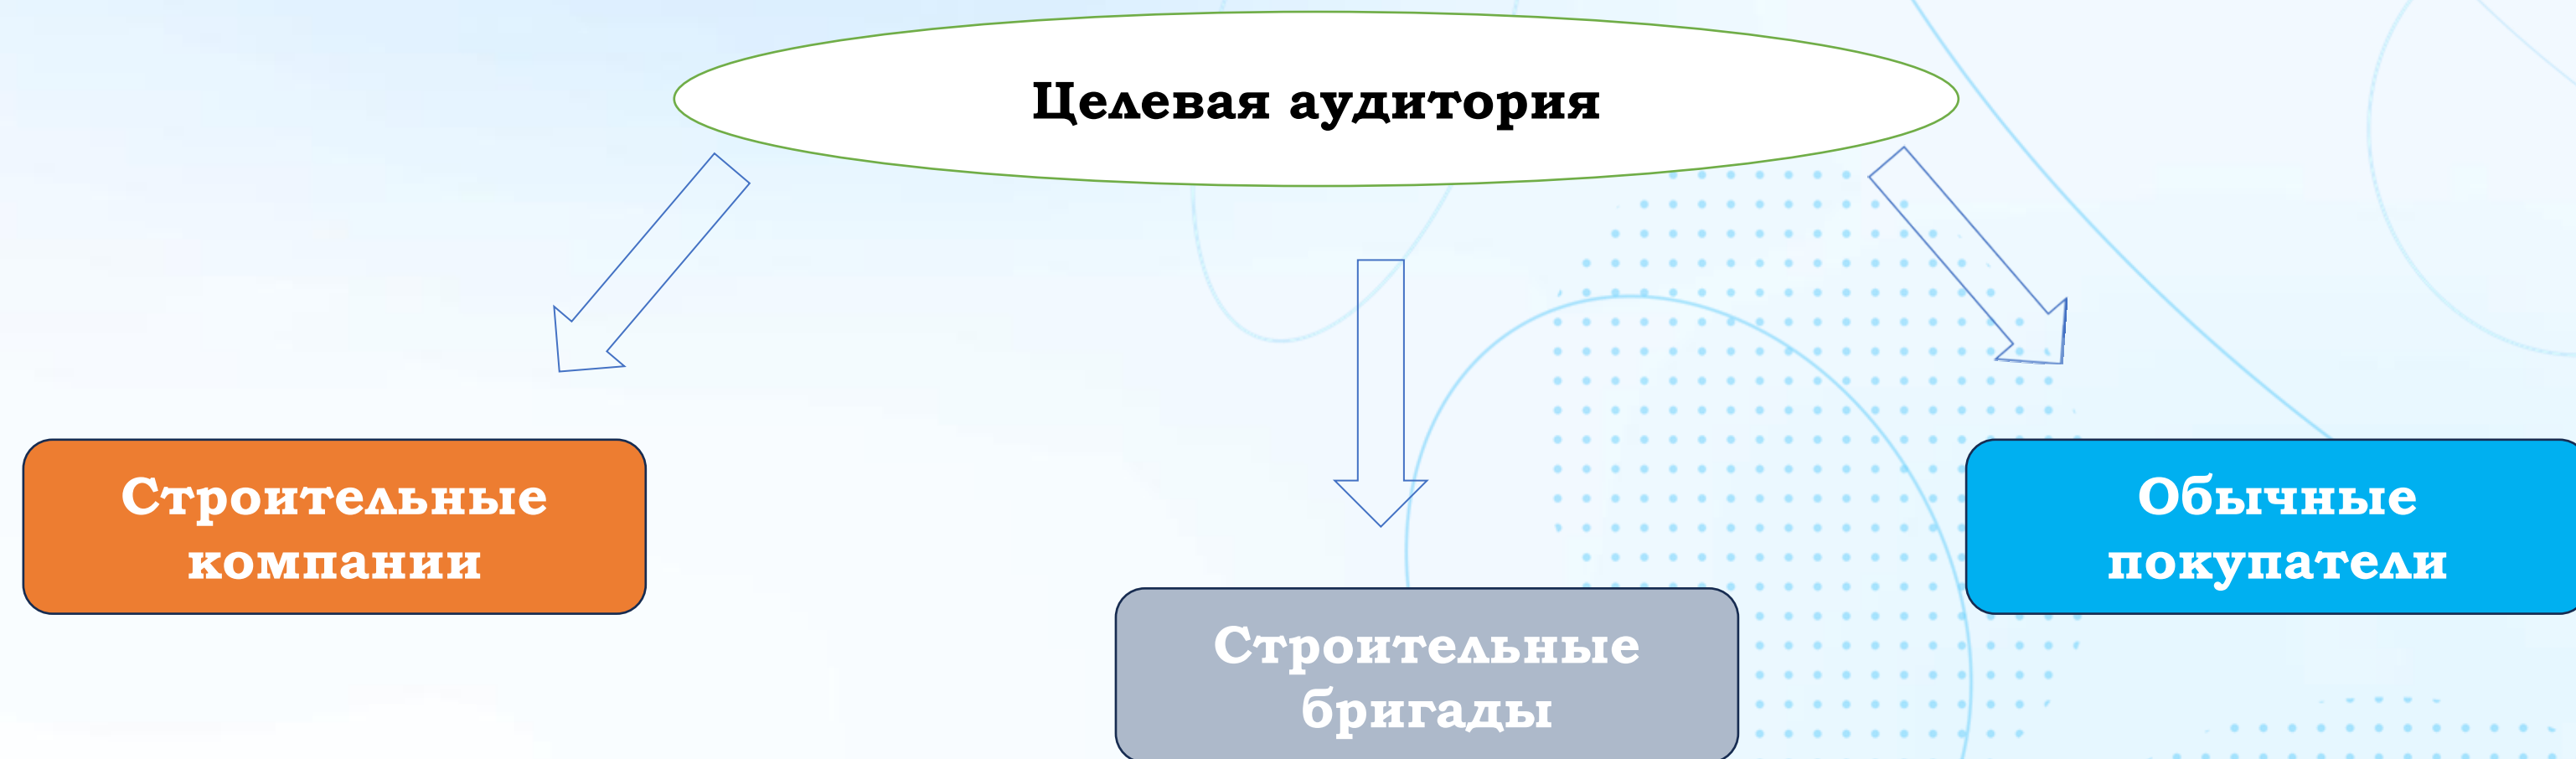 Целевая аудитория
Строительные
компании
Строительные
бригады
Обычные
покупатели